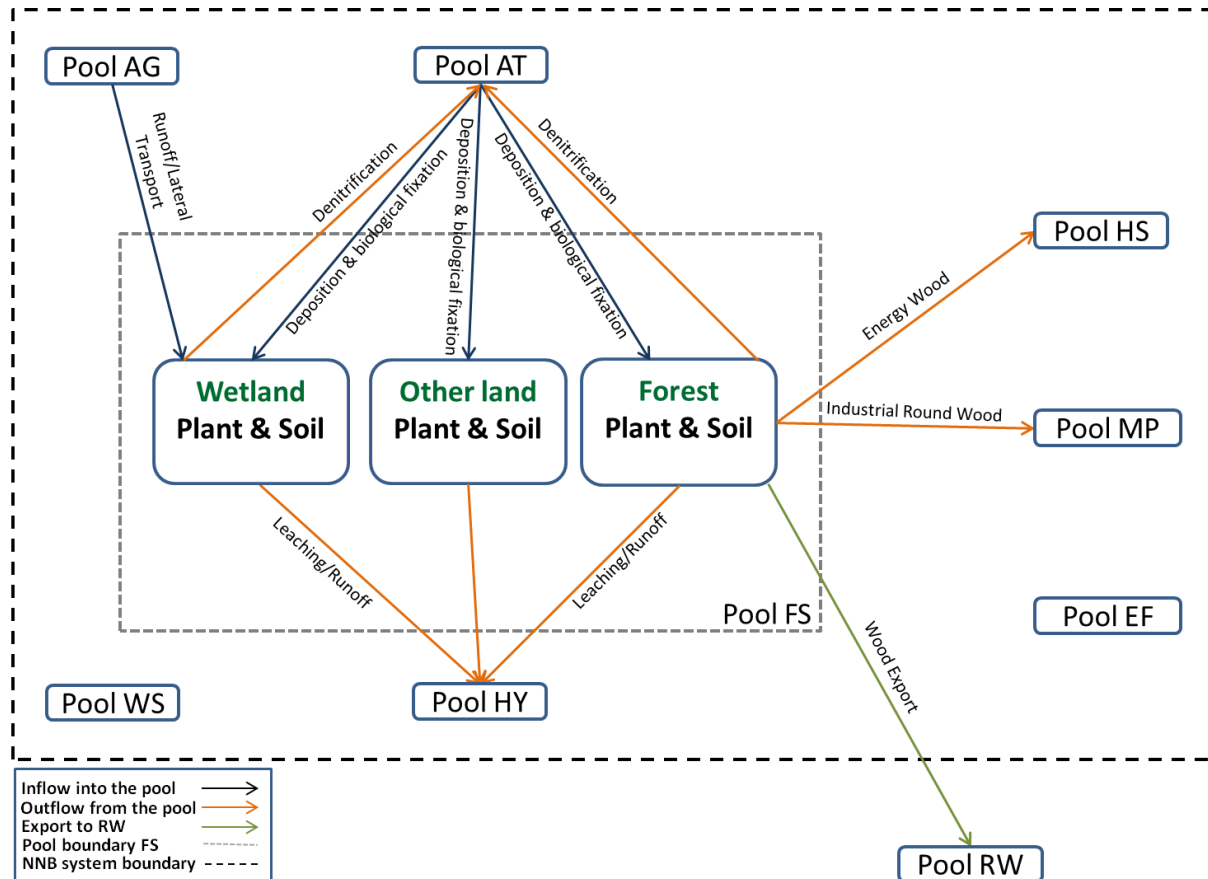 Pool AG
Pool AT
Runoff/Lateral
Transport
Denitrification
Deposition & biological fixation
Deposition & biological fixation
Deposition & biological fixation
Denitrification
Pool HS
Energy Wood
Wetland
Plant & Soil
Other land
Plant & Soil
Forest
Plant & Soil
Industrial Round Wood
Pool MP
Leaching/Runoff
Leaching/Runoff
Pool FS
Pool EF
Wood Export
Pool WS
Pool HY
Inflow into the pool
Outflow from the pool
Export to RW
Pool boundary FS
NNB system boundary
Pool RW